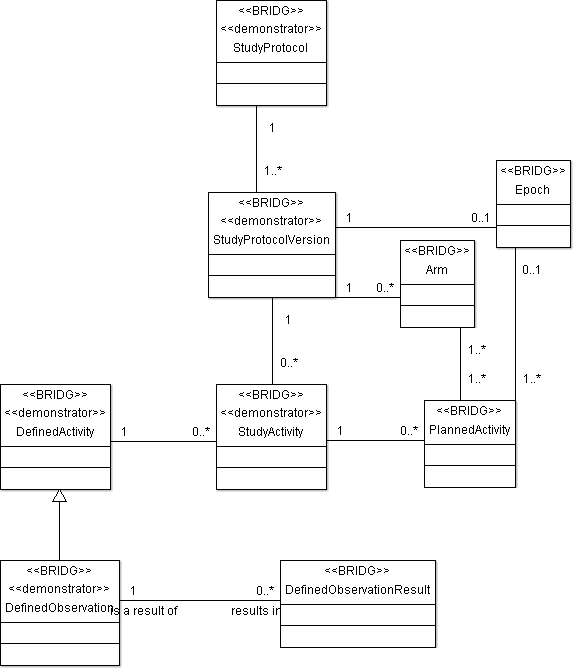 <<BRIDG>>
<<demonstrator>>
StudyProtocol
1
1..*
<<BRIDG>>
<<demonstrator>>
StudyProtocolVersion
1
0..1
<<BRIDG>>
Epoch
1
0..*
<<BRIDG>>
Arm
0..1
1
0..*
1..*
1..*
1..*
<<BRIDG>>
<<demonstrator>>
DefinedActivity
1
0..*
<<BRIDG>>
<<demonstrator>>
StudyActivity
1
0..*
<<BRIDG>>
PlannedActivity
<<BRIDG>>
<<demonstrator>>
DefinedObservation
1
0..*
is a result of
results in
<<BRIDG>>
DefinedObservationResult